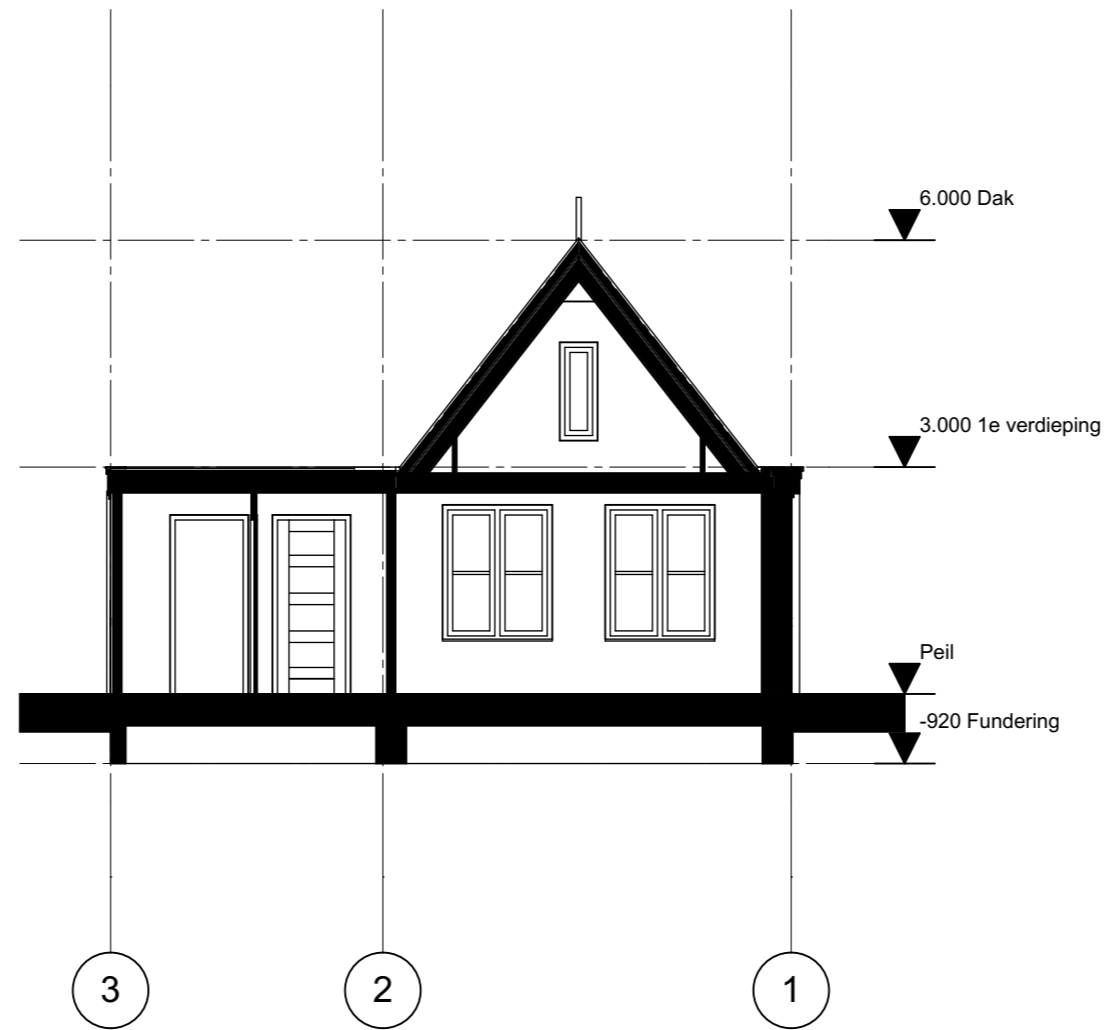 6.000 Dak
3.000 1e verdieping
Peil
-920 Fundering
3
2
1